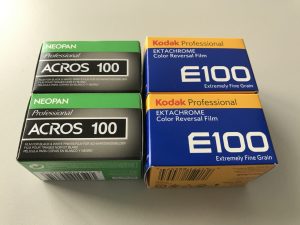 NEOPAN
Professional
ACROS 100
Kodak Professional
EKTACHROME
Color Reversal Film
E100
Extremely Fine Grain
NEOPAN
Professional
ACROS 100
Kodak Professional
EKTACHROME
Color Reversal Film
E100
Extremely Fine Grain